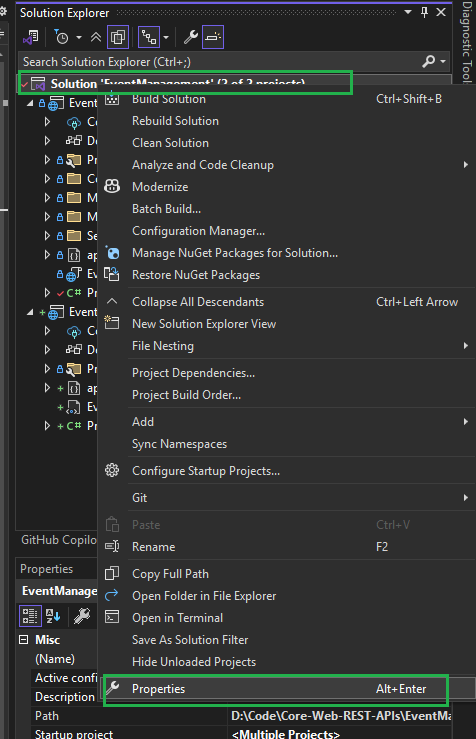 Solution Explorer
Search Solution Explorer (Ctrl+;)
Solution 'EventManagement' (2 of 2 projects)
Event
Build Solution Ctrl+Shift+B
Co
Rebuild Solution
De
Clean Solution
Pr
Analyze and Code Cleanup
Co
Modernize
M
Batch Build...
M
Configuration Manager...
Se
Manage NuGet Packages for Solution...
ap
Restore NuGet Packages
Ev
C# Pr
Collapse All Descendants Ctrl+Left Arrow
Event
New Solution Explorer View
Co
File Nesting
De
Pr
Project Dependencies...
ap
Project Build Order...
Ev
C# Pr
Add
Sync Namespaces
Configure Startup Projects...
Git
Paste Ctrl+V
GitHub Copilo
Rename F2
Properties
Copy Full Path
EventManage
Open Folder in File Explorer
Open in Terminal
Misc
Save As Solution Filter
(Name)
Hide Unloaded Projects
Active confi
Properties Alt+Enter
Description
Path D:\Code\Core-Web-REST-APIs\EventMa
Startup project <Multiple Projects>
Diagnostic Tool